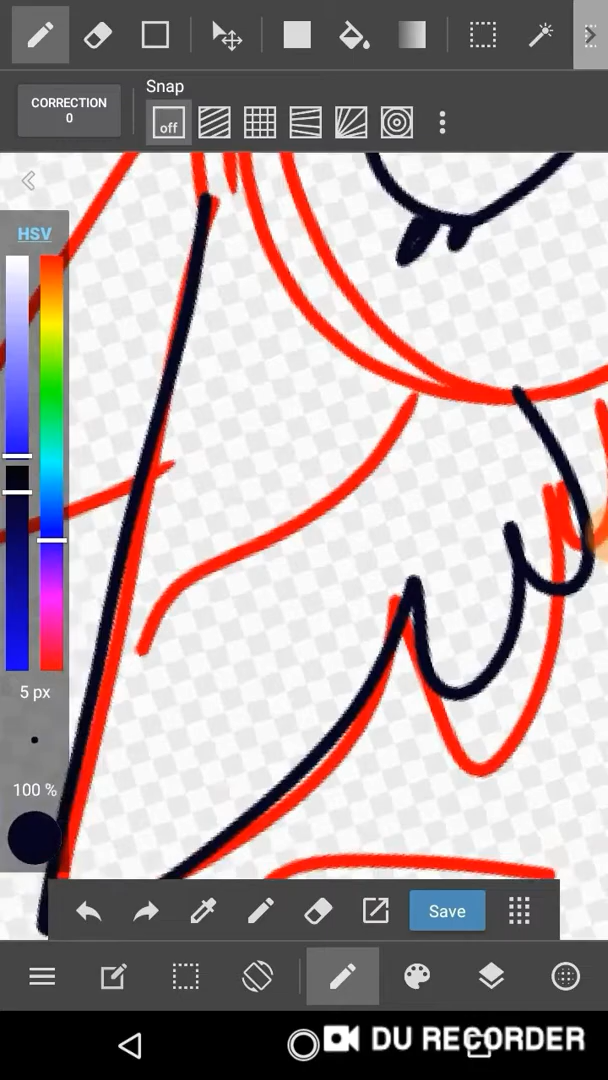 CORRECTION
0
Snap
off
HSV
5 px
100 %
Save
DU RECORDER